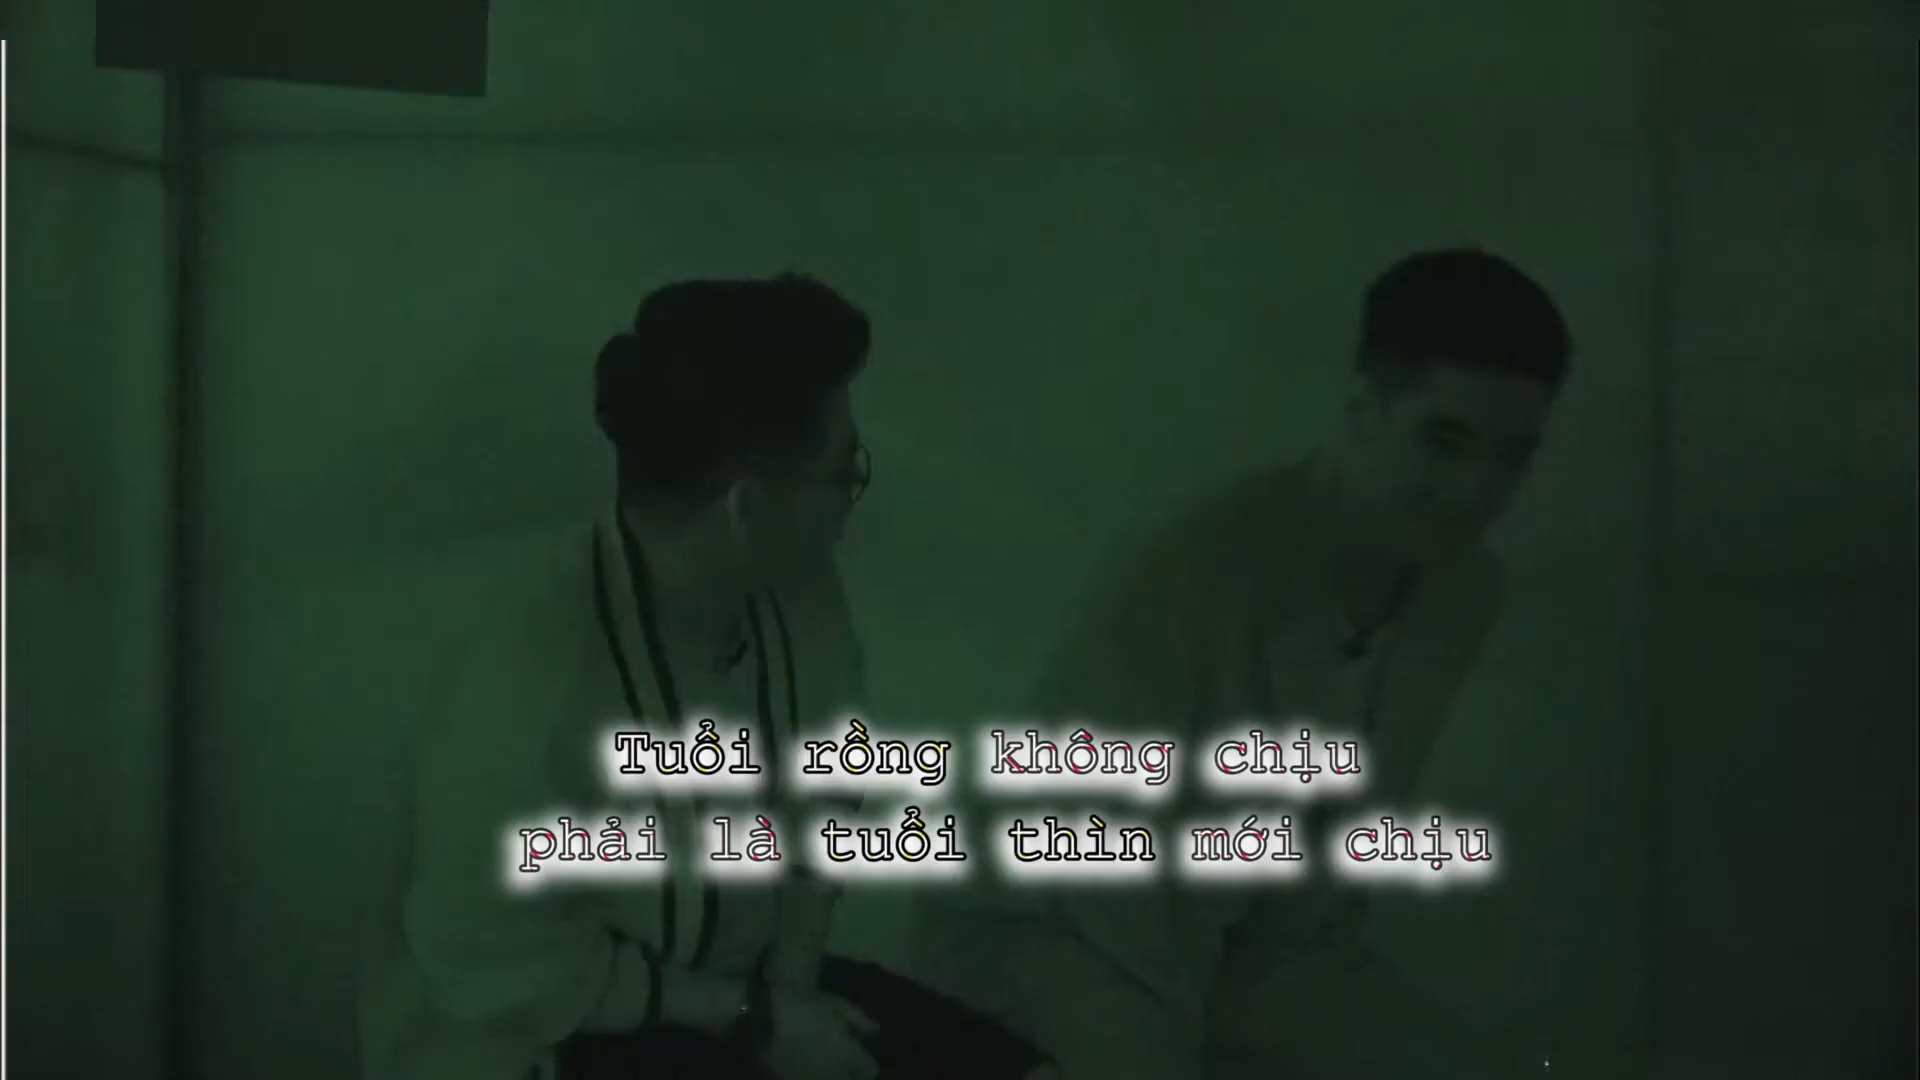 Tuổi rồng không chịu
phải là tuổi thìn mới chịu